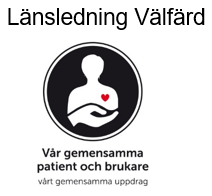 Länsledning Välfärd
Vår gemensamma
patient och brukare
vårt gemensamma uppdrag